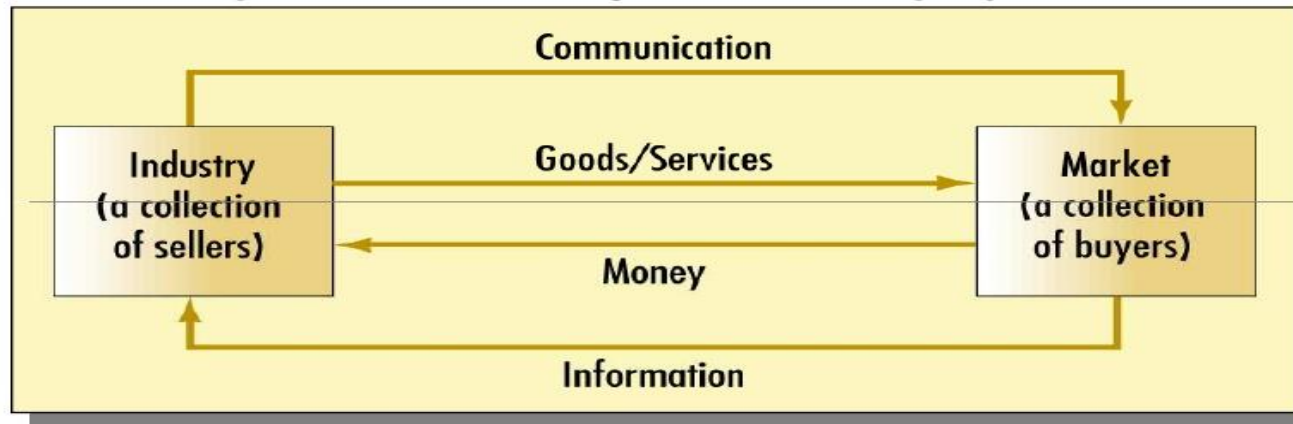 Communication
Industry
(a collection
of sellers)
Goods/Services
Money
Market
(a collection
of buyers)
Information